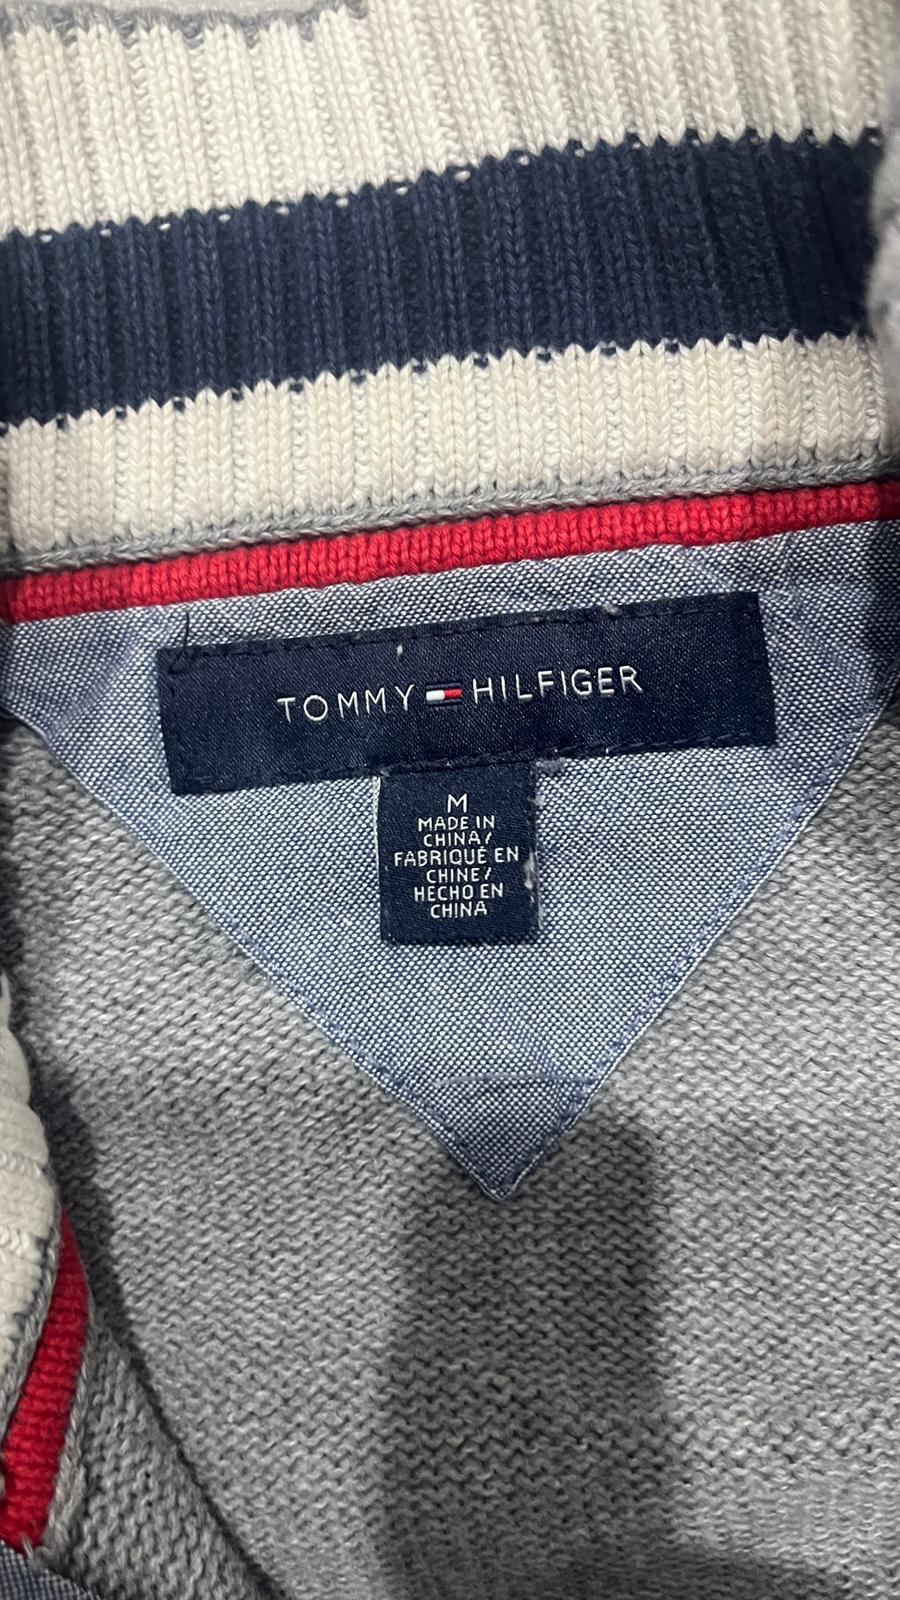 TOMMY HILFIGER
M
MADE IN
CHINA/
FABRIQUÉ EN
CHINE/
HECHO EN
CHINA